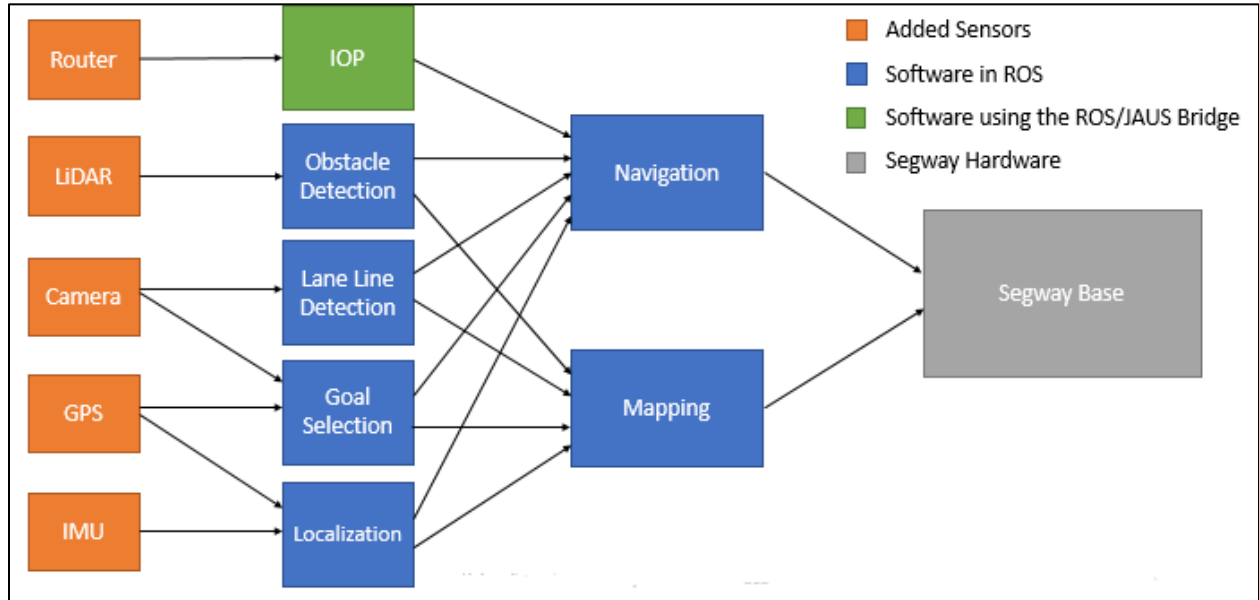 Router
IOP
LiDAR
Obstacle
Detection
Camera
Lane Line
Detection
GPS
Goal
Selection
IMU
Localization
Navigation
Mapping
Segway Base
Added Sensors
Software in ROS
Software using the ROS/JAUS Bridge
Segway Hardware